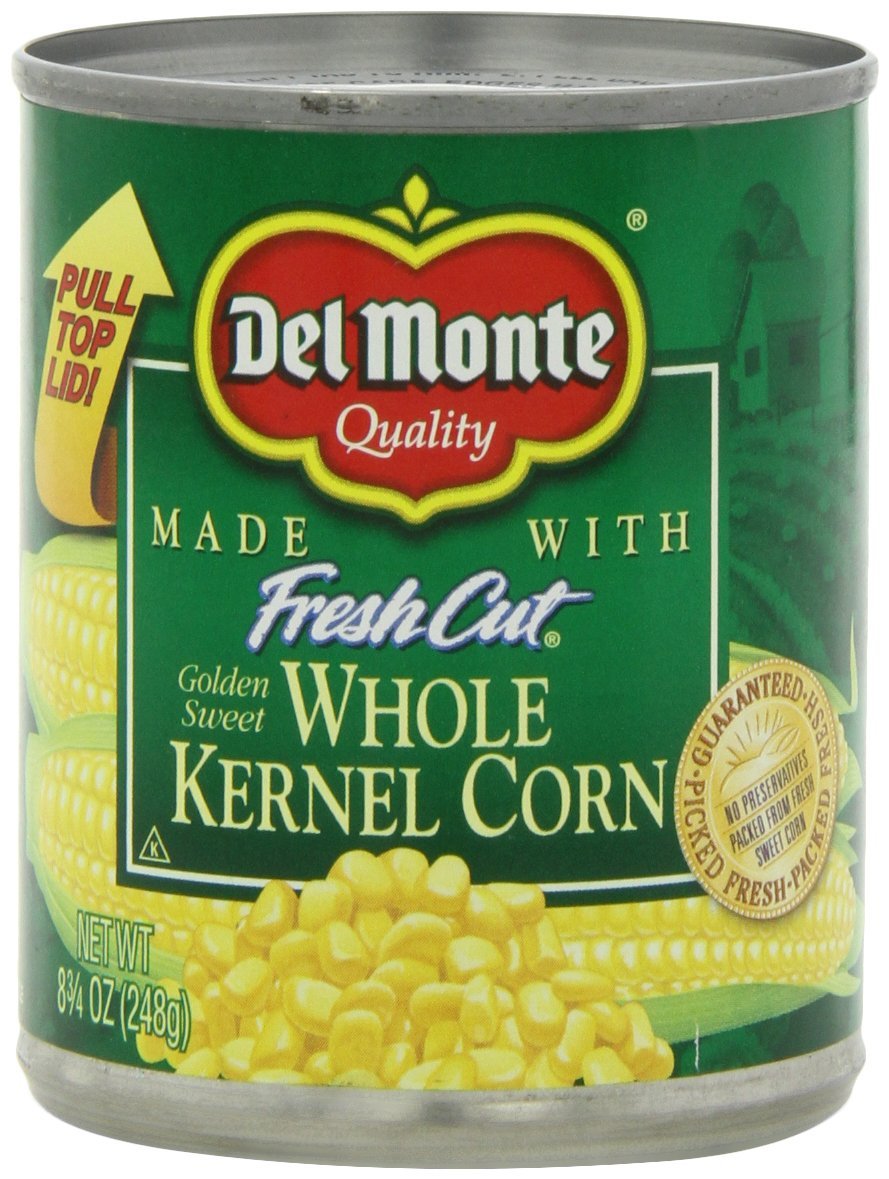 PULL
TOP
LID!
®
Del Monte
Quality
MADE WITH
Fresh Cut®
Golden
Sweet
WHOLE
KERNEL CORN
K
GUARANTEED • FRESH-PACKED FRESH • PICKED
NO PRESERVATIVES
PACKED FROM FRESH
SWEET CORN
NET WT
8¾ OZ (248g)